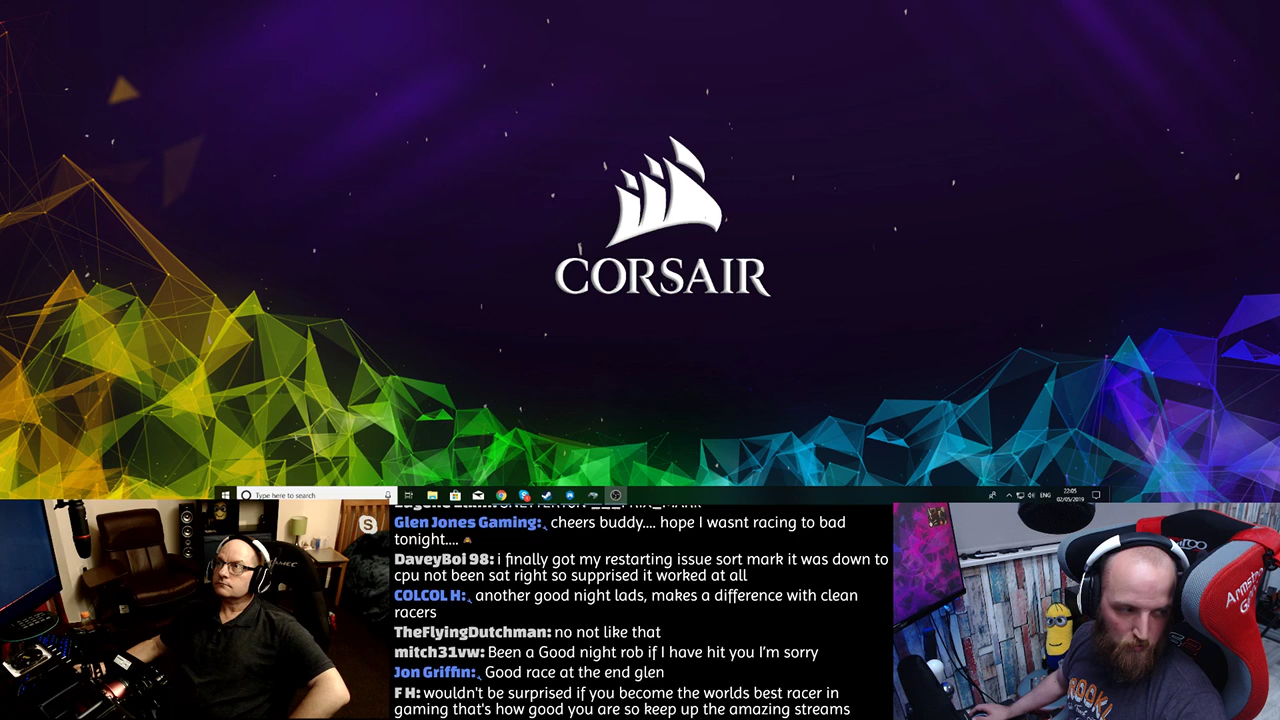 CORSAIR
Type here to search
ENG
22:05
02/05/2019
Glen Jones Gaming: cheers buddy.... hope I wasnt racing to bad
tonight....
DaveyBoi 98: i finally got my restarting issue sort mark it was down to
cpu not been sat right so supprised it worked at all
COLCOL H: another good night lads, makes a difference with clean
racers
TheFlyingDutchman: no not like that
mitch31vw: Been a Good night rob if I have hit you I'm sorry
Jon Griffin: Good race at the end glen
F H: wouldn't be surprised if you become the worlds best racer in
gaming that's how good you are so keep up the amazing streams